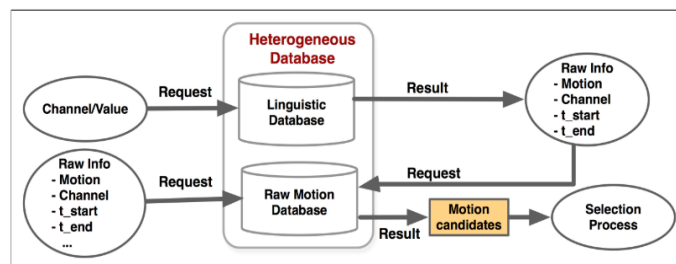 Heterogeneous
Database
Channel/Value
Request
Linguistic
Database
Result
Raw Info
- Motion
- Channel
- t_start
- t_end
Raw Info
- Motion
- Channel
- t_start
- t_end
...
Request
Raw Motion
Database
Request
Result
Motion
candidates
Selection
Process